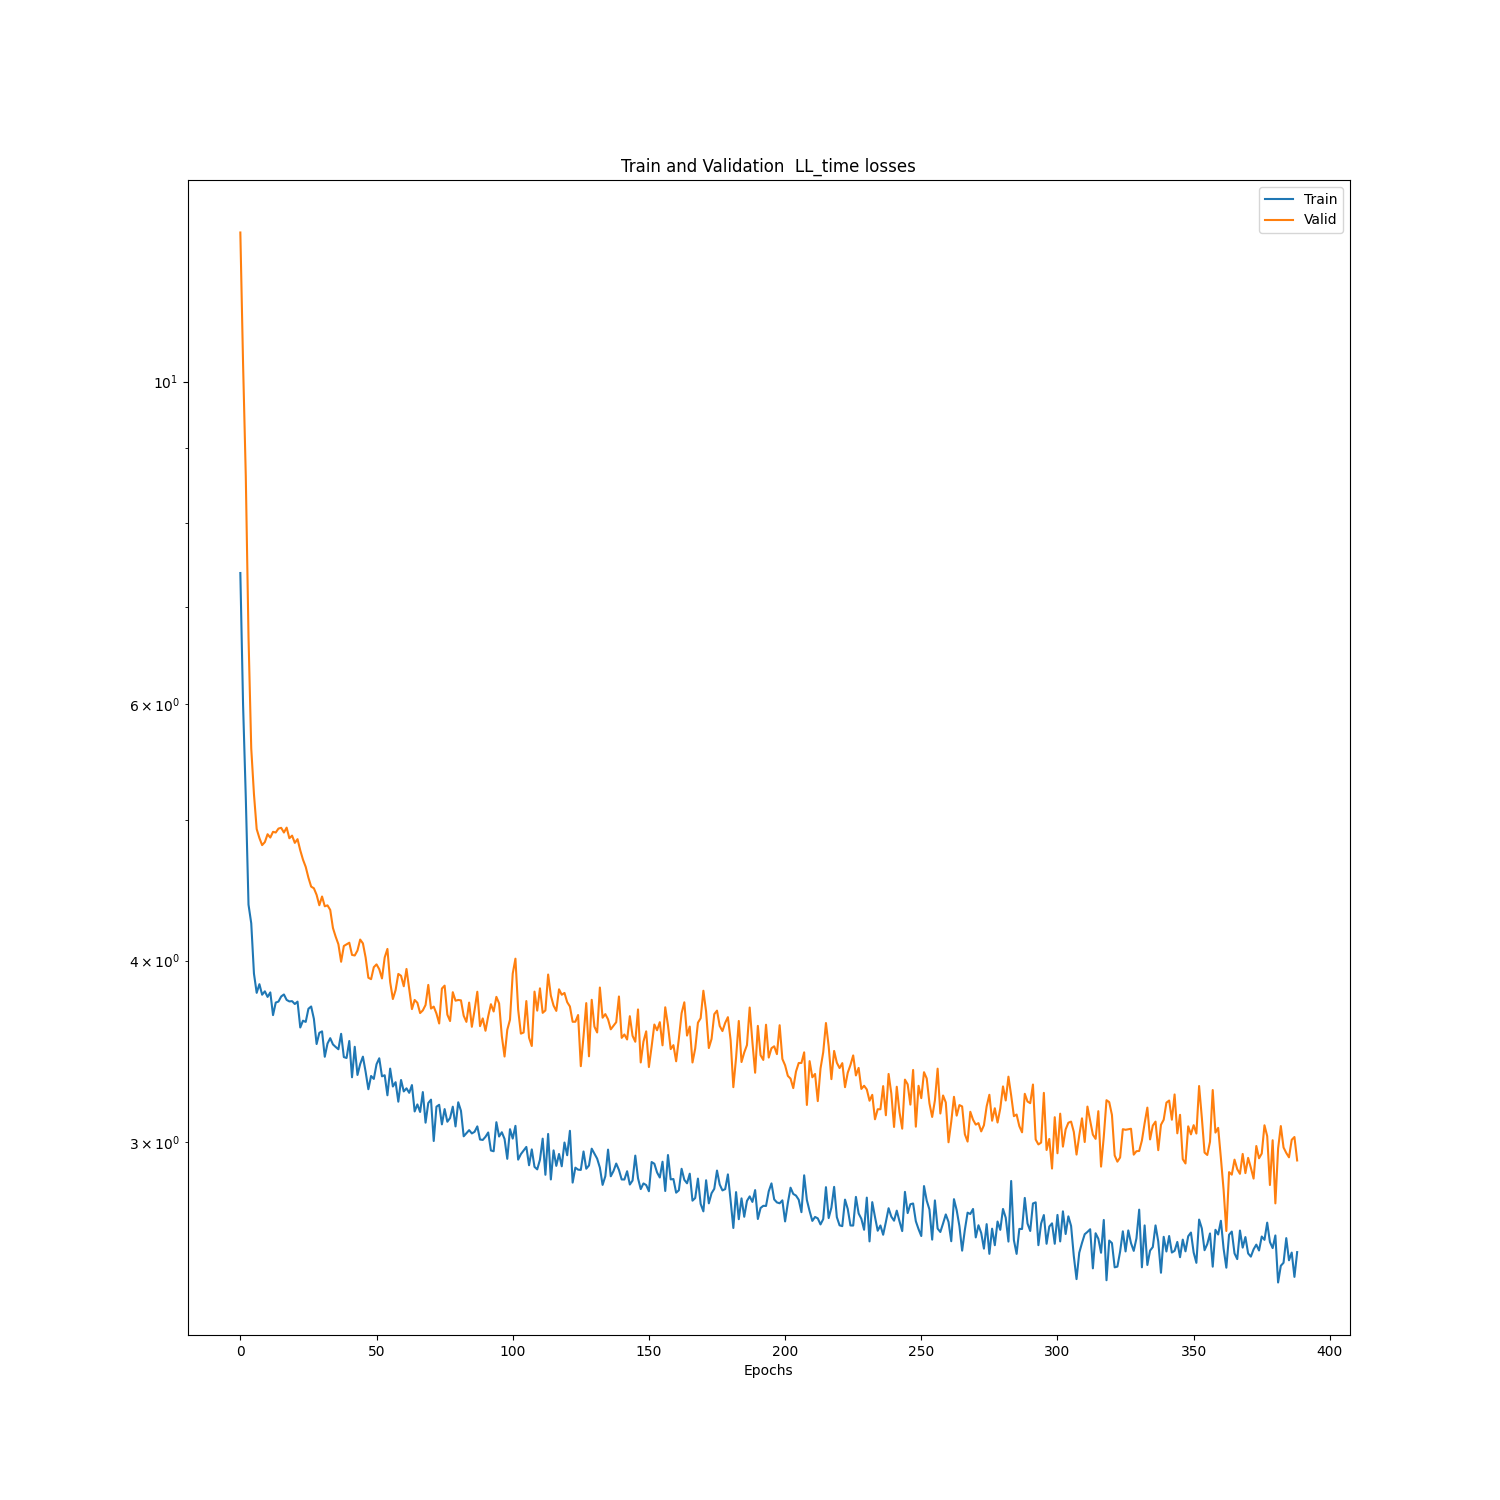 Train and Validation  LL_time losses
Train
Valid
10¹
6 × 10⁰
4 × 10⁰
3 × 10⁰
0 50 100 150 200 250 300 350 400
Epochs